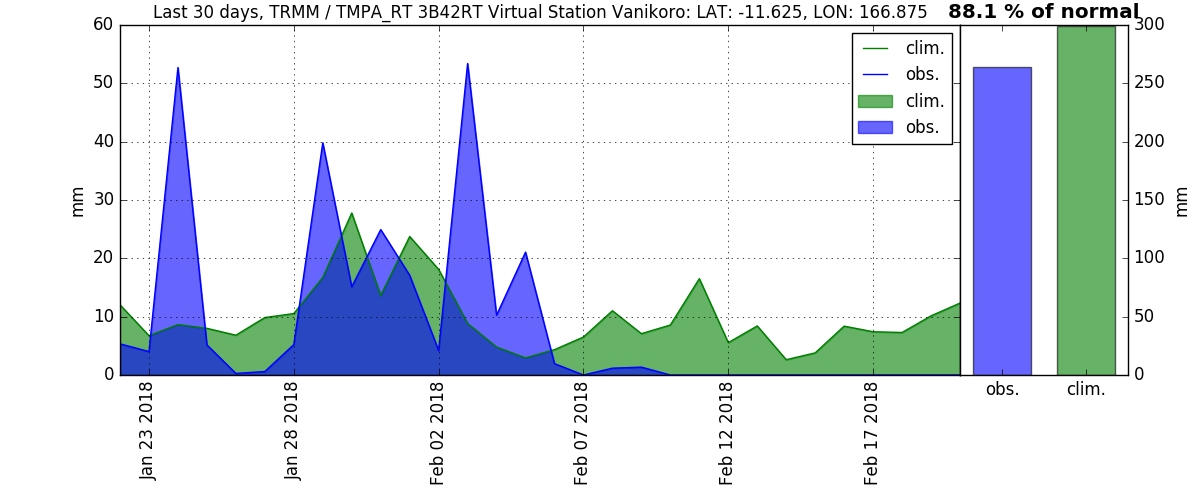 Last 30 days, TRMM / TMPA_RT 3B42RT Virtual Station Vanikoro: LAT: -11.625, LON: 166.875
88.1 % of normal
60
50
40
30
20
10
0
mm
clim.
obs.
clim.
obs.
Jan 23 2018
Jan 28 2018
Feb 02 2018
Feb 07 2018
Feb 12 2018
Feb 17 2018
300
250
200
150
100
50
0
mm
obs.
clim.